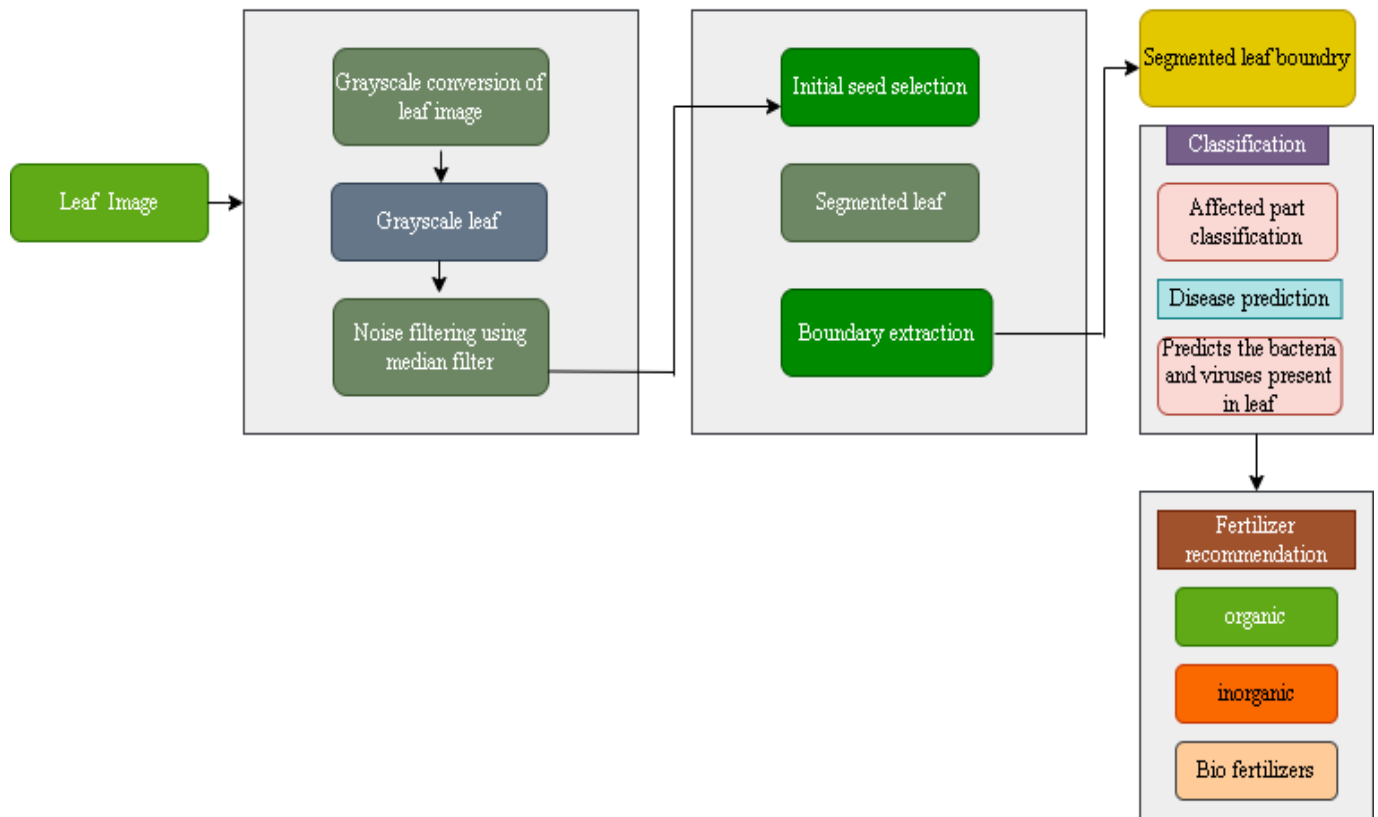 Leaf Image
Grayscale conversion of
leaf image
Grayscale leaf
Noise filtering using
median filter
Initial seed selection
Segmented leaf
Boundary extraction
Segmented leaf boundry
Classification
Affected part
classification
Disease prediction
Predicts the bacteria
and viruses present
in leaf
Fertilizer
recommendation
organic
inorganic
Bio fertilizers